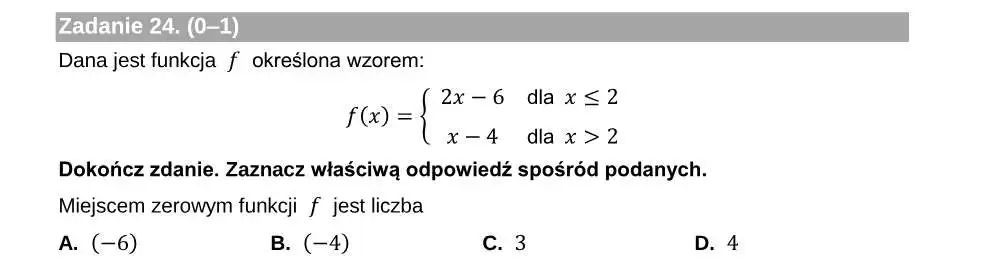 Zadanie 24. (0–1)
Dana jest funkcja f określona wzorem:
f(x) = { 2x − 6 dla x ≤ 2
x − 4 dla x > 2
Dokończ zdanie. Zaznacz właściwą odpowiedź spośród podanych.
Miejscem zerowym funkcji f jest liczba
A. (−6) B. (−4) C. 3 D. 4